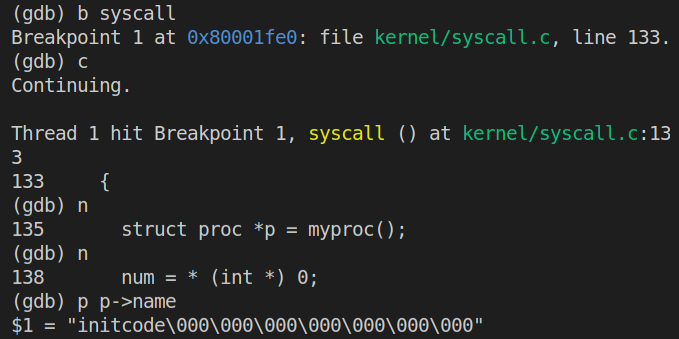 (gdb) b syscall
Breakpoint 1 at 0x80001fe0: file kernel/syscall.c, line 133.
(gdb) c
Continuing.

Thread 1 hit Breakpoint 1, syscall () at kernel/syscall.c:13
3
133     {
(gdb) n
135       struct proc *p = myproc();
(gdb) n
138       num = * (int *) 0;
(gdb) p p->name
$1 = "initcode\000\000\000\000\000\000\000"